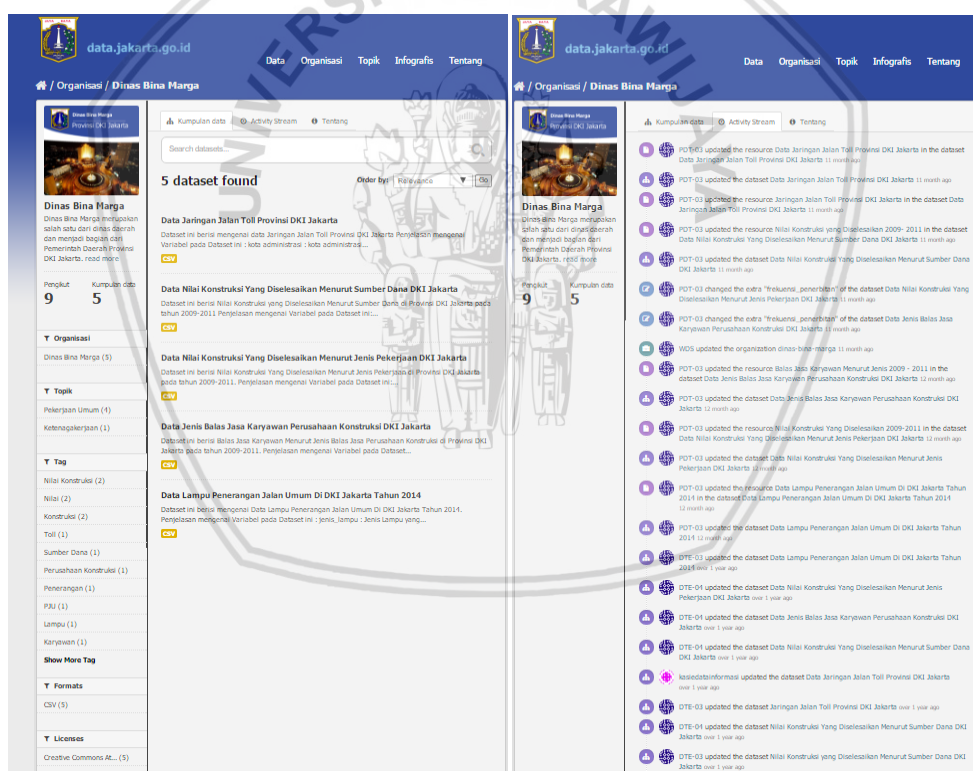 data.jakarta.go.id
Data Organisasi Topik Infografis Tentang
/ Organisasi / Dinas Bina Marga
Dinas Bina Marga
Provinsi DKI Jakarta
Dinas Bina Marga
Dinas Bina Marga merupakan
salah satu dari dinas daerah
dan menjadi bagian dari
Pemerintah Daerah Provinsi
DKI Jakarta. read more
Pengikut Kumpulan data
9 5
Organisasi
Dinas Bina Marga (5)
Topik
Pekerjaan Umum (4)
Ketenagakerjaan (1)
Tag
Nilai Konstruksi (2)
Nilai (2)
Konstruksi (2)
Toll (1)
Sumber Dana (1)
Perusahaan Konstruksi (1)
Penerangan (1)
PJU (1)
Lampu (1)
Karyawan (1)
Show More Tag
Formats
CSV (5)
Licenses
Creative Commons At... (5)
Kumpulan data Activity Stream Tentang
Search datasets...
5 dataset found Order by: Relevance Go
Data Jaringan Jalan Toll Provinsi DKI Jakarta
Dataset ini berisi mengenai data Jaringan Jalan Toll Provinsi DKI Jakarta Penjelasan mengenai
Variabel pada Dataset ini : kota administrasi : kota administrasi...
CSV
Data Nilai Konstruksi Yang Diselesaikan Menurut Sumber Dana DKI Jakarta
Dataset ini berisi Nilai Konstruksi yang Diselesaikan Menurut Sumber Dana di Provinsi DKI Jakarta pada
tahun 2009-2011 Penjelasan mengenai Variabel pada Dataset ini:...
CSV
Data Nilai Konstruksi Yang Diselesaikan Menurut Jenis Pekerjaan DKI Jakarta
Dataset ini berisi Nilai Konstruksi Yang Diselesaikan Menurut Jenis Pekerjaan di Provinsi DKI Jakarta
pada tahun 2009-2011. Penjelasan mengenai Variabel pada Dataset ini:...
CSV
Data Jenis Balas Jasa Karyawan Perusahaan Konstruksi DKI Jakarta
Dataset ini berisi Balas Jasa Karyawan Menurut Jenis Balas Jasa Perusahaan Konstruksi di Provinsi DKI
Jakarta pada tahun 2009-2011. Penjelasan mengenai Variabel pada Dataset...
CSV
Data Lampu Penerangan Jalan Umum Di DKI Jakarta Tahun 2014
Dataset ini berisi mengenai Data Lampu Penerangan Jalan Umum Di DKI Jakarta Tahun 2014.
Penjelasan mengenai Variabel pada Dataset ini : jenis_lampu : Jenis Lampu yang...
CSV
data.jakarta.go.id
Data Organisasi Topik Infografis Tentang
/ Organisasi / Dinas Bina Marga
Dinas Bina Marga
Provinsi DKI Jakarta
Dinas Bina Marga
Dinas Bina Marga merupakan
salah satu dari dinas daerah
dan menjadi bagian dari
Pemerintah Daerah Provinsi
DKI Jakarta. read more
Pengikut Kumpulan data
9 5
Kumpulan data Activity Stream Tentang
PDT-03 updated the resource Data Jaringan Jalan Toll Provinsi DKI Jakarta in the dataset
Data Jaringan Jalan Toll Provinsi DKI Jakarta 11 month ago
PDT-03 updated the dataset Data Jaringan Jalan Toll Provinsi DKI Jakarta 11 month ago
PDT-03 updated the resource Jaringan Jalan Toll Provinsi DKI Jakarta in the dataset Data
Jaringan Jalan Toll Provinsi DKI Jakarta 11 month ago
PDT-03 updated the resource Nilai Konstruksi yang Diselesaikan 2009- 2011 in the dataset
Data Nilai Konstruksi Yang Diselesaikan Menurut Sumber Dana DKI Jakarta 11 month ago
PDT-03 updated the dataset Data Nilai Konstruksi Yang Diselesaikan Menurut Sumber Dana
DKI Jakarta 11 month ago
PDT-03 changed the extra "frekuensi_penerbitan" of the dataset Data Nilai Konstruksi Yang
Diselesaikan Menurut Jenis Pekerjaan DKI Jakarta 11 month ago
PDT-03 changed the extra "frekuensi_penerbitan" of the dataset Data Jenis Balas Jasa
Karyawan Perusahaan Konstruksi DKI Jakarta 11 month ago
WDS updated the organization dinas-bina-marga 11 month ago
PDT-03 updated the resource Balas Jasa Karyawan Menurut Jenis 2009 - 2011 in the
dataset Data Jenis Balas Jasa Karyawan Perusahaan Konstruksi DKI Jakarta 12 month ago
PDT-03 updated the dataset Data Jenis Balas Jasa Karyawan Perusahaan Konstruksi DKI
Jakarta 12 month ago
PDT-03 updated the resource Nilai Konstruksi Yang Diselesaikan 2009-2011 in the dataset
Data Nilai Konstruksi Yang Diselesaikan Menurut Jenis Pekerjaan DKI Jakarta 12 month ago
PDT-03 updated the dataset Data Nilai Konstruksi Yang Diselesaikan Menurut Jenis
Pekerjaan DKI Jakarta 12 month ago
PDT-03 updated the resource Data Lampu Penerangan Jalan Umum Di DKI Jakarta Tahun
2014 in the dataset Data Lampu Penerangan Jalan Umum Di DKI Jakarta Tahun 2014
12 month ago
PDT-03 updated the dataset Data Lampu Penerangan Jalan Umum Di DKI Jakarta Tahun
2014 12 month ago
DTE-03 updated the dataset Data Lampu Penerangan Jalan Umum Di DKI Jakarta Tahun
2014 over 1 year ago
DTE-04 updated the dataset Data Nilai Konstruksi Yang Diselesaikan Menurut Jenis
Pekerjaan DKI Jakarta over 1 year ago
DTE-04 updated the dataset Data Jenis Balas Jasa Karyawan Perusahaan Konstruksi DKI
Jakarta over 1 year ago
DTE-04 updated the dataset Data Nilai Konstruksi Yang Diselesaikan Menurut Sumber Dana
DKI Jakarta over 1 year ago
kasiedatainformasi updated the dataset Data Jaringan Jalan Toll Provinsi DKI Jakarta
over 1 year ago
DTE-03 updated the dataset Jaringan Jalan Toll Provinsi DKI Jakarta over 1 year ago
DTE-04 updated the dataset Nilai Konstruksi Yang Diselesaikan Menurut Sumber Dana DKI
Jakarta over 1 year ago
DTE-03 updated the dataset Nilai Konstruksi yang Diselesaikan Menurut Sumber Dana DKI
Jakarta over 1 year ago